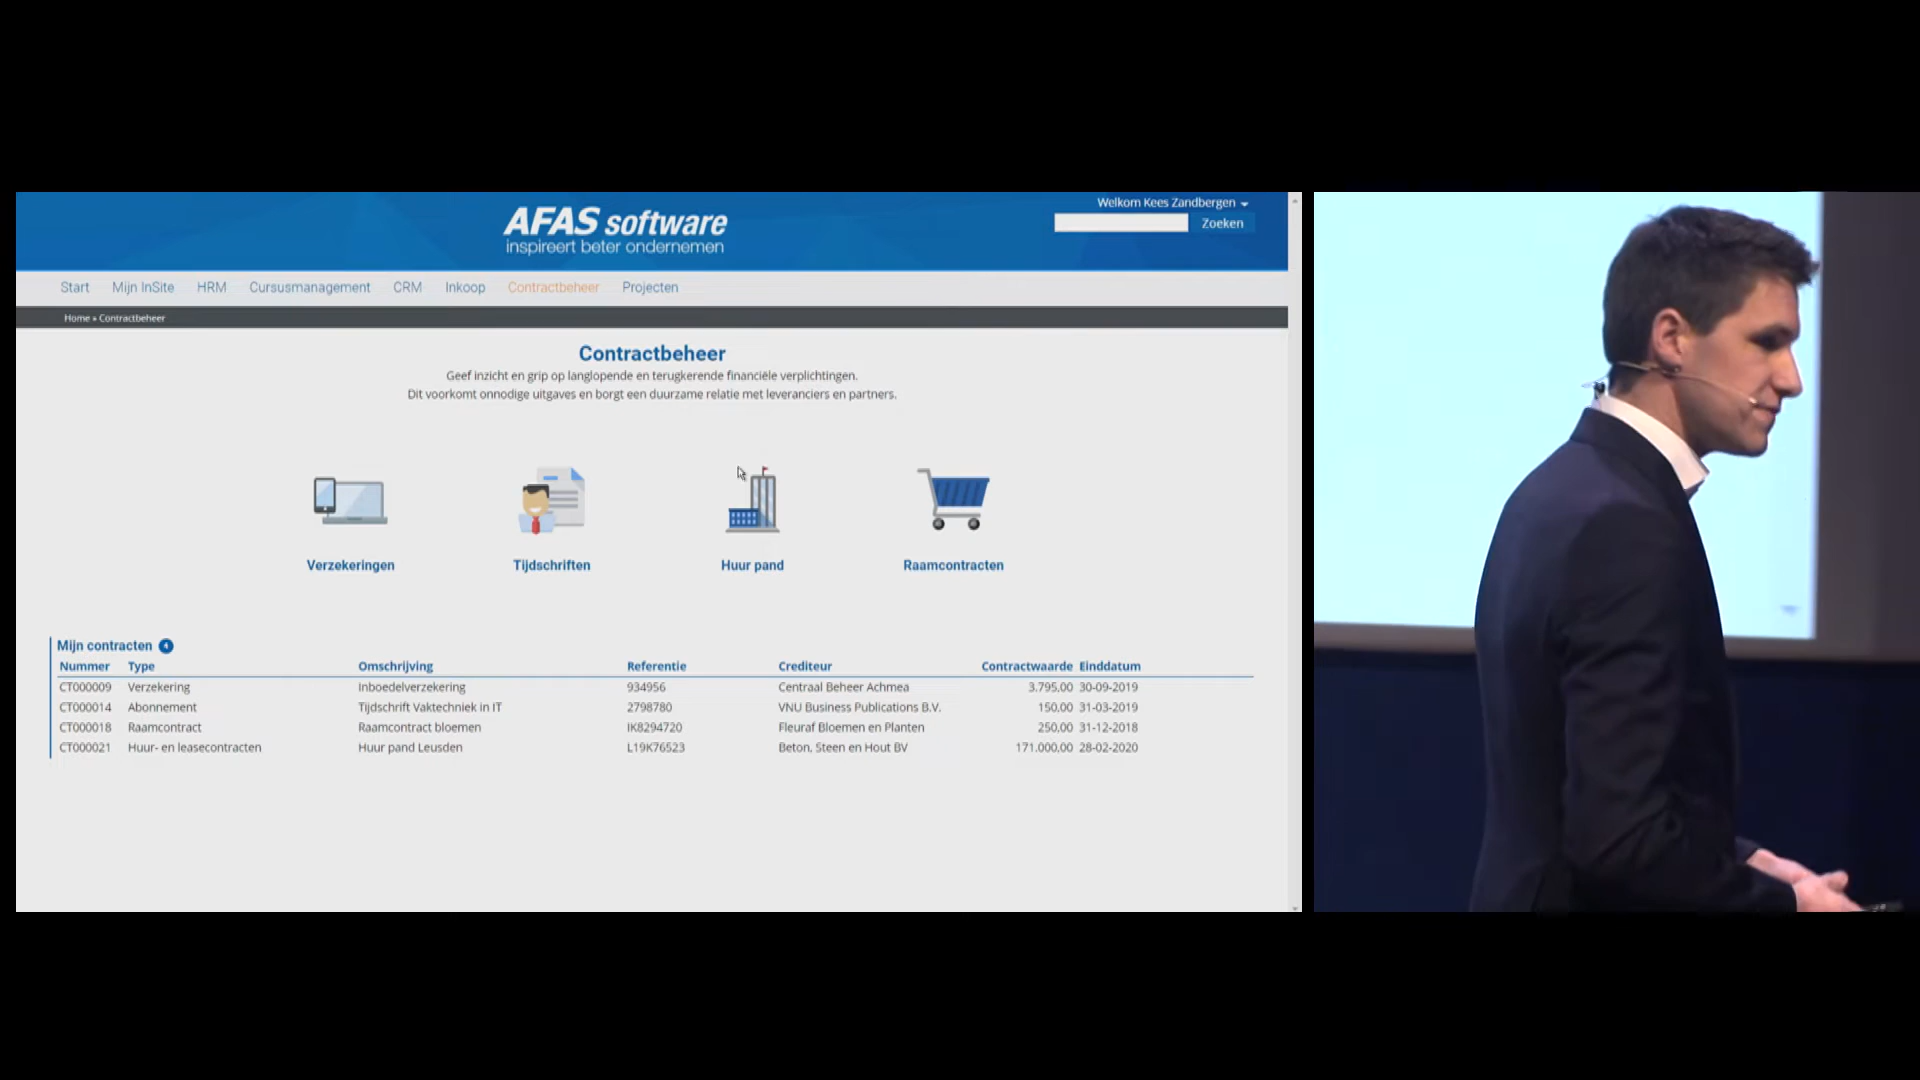 AFAS software
inspireert beter ondernemen
Welkom Kees Zandbergen
Zoeken
Start Mijn InSite HRM Cursusmanagement CRM Inkoop Contractbeheer Projecten
Home » Contractbeheer
Contractbeheer
Geef inzicht en grip op langlopende en terugkerende financiële verplichtingen.
Dit voorkomt onnodige uitgaves en borgt een duurzame relatie met leveranciers en partners.
Verzekeringen Tijdschriften Huur pand Raamcontracten
Mijn contracten 4
Nummer Type Omschrijving Referentie Crediteur Contractwaarde Einddatum
CT000009 Verzekering Inboedelverzekering 934956 Centraal Beheer Achmea 3.795,00 30-09-2019
CT000014 Abonnement Tijdschrift Vaktechniek in IT 2798780 VNU Business Publications B.V. 150,00 31-03-2019
CT000018 Raamcontract Raamcontract bloemen IK8294720 Fleuraf Bloemen en Planten 250,00 31-12-2018
CT000021 Huur- en leasecontracten Huur pand Leusden L19K76523 Beton, Steen en Hout BV 171.000,00 28-02-2020